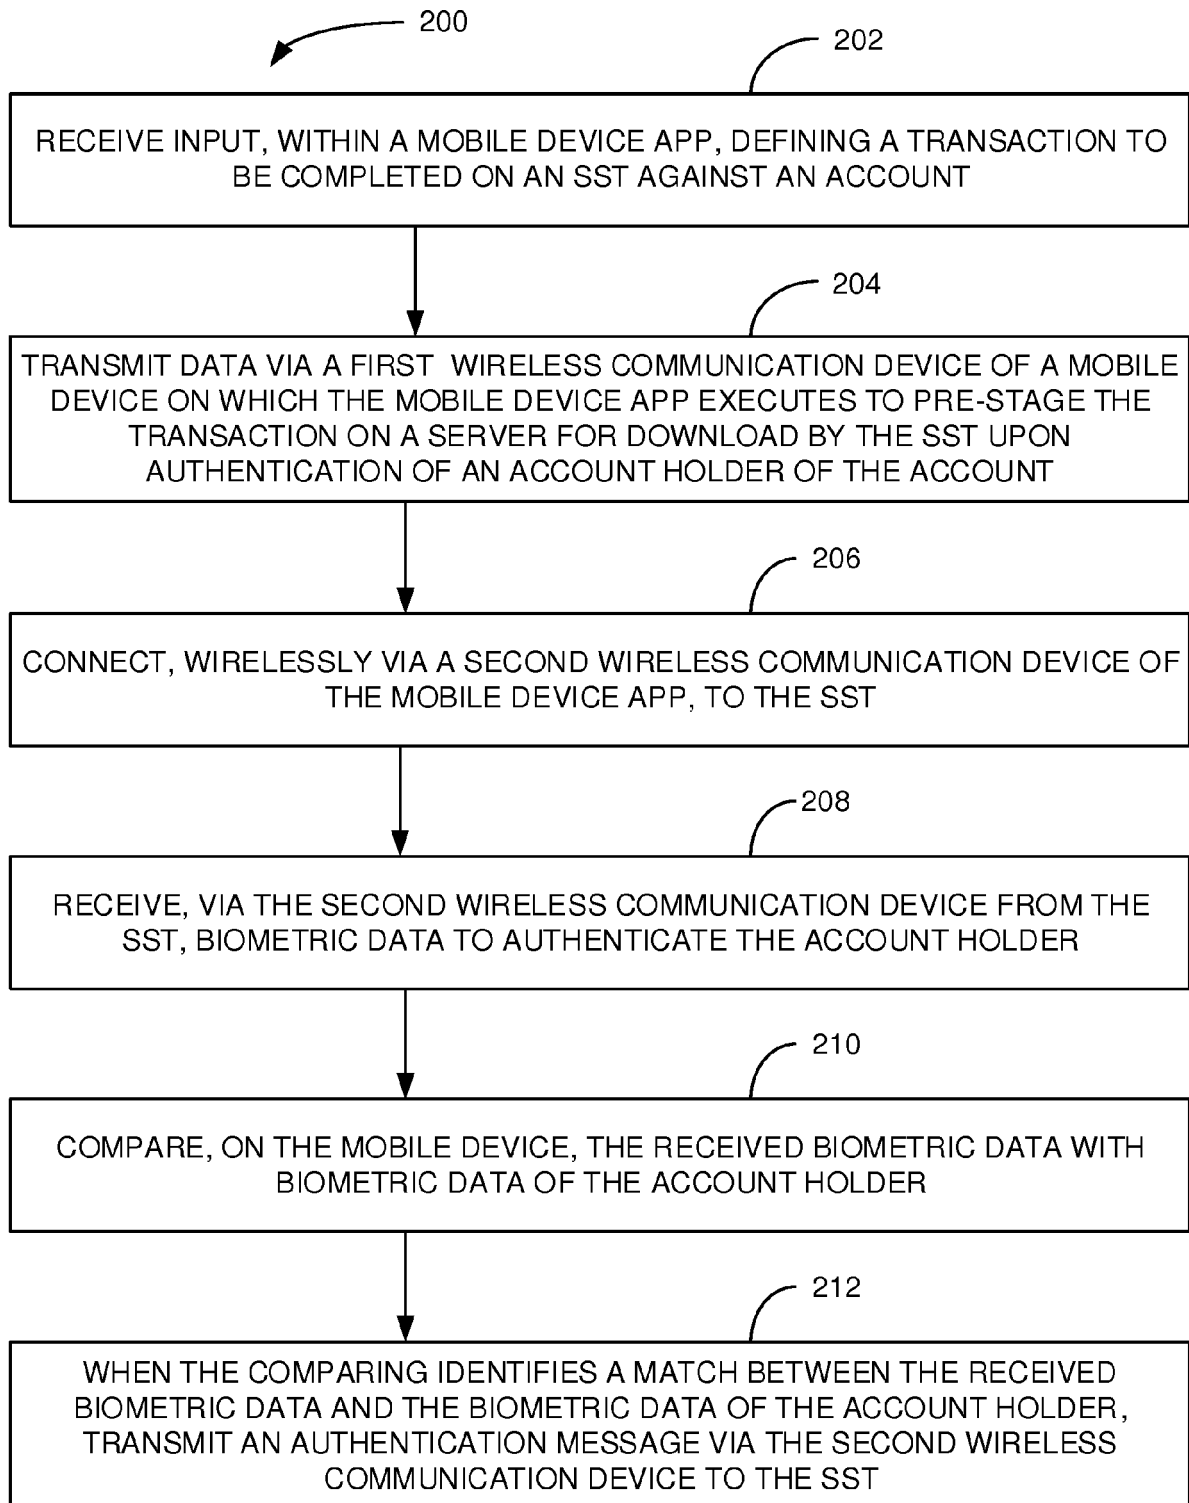 200
202
RECEIVE INPUT, WITHIN A MOBILE DEVICE APP, DEFINING A TRANSACTION TO
BE COMPLETED ON AN SST AGAINST AN ACCOUNT
204
TRANSMIT DATA VIA A FIRST WIRELESS COMMUNICATION DEVICE OF A MOBILE
DEVICE ON WHICH THE MOBILE DEVICE APP EXECUTES TO PRE-STAGE THE
TRANSACTION ON A SERVER FOR DOWNLOAD BY THE SST UPON
AUTHENTICATION OF AN ACCOUNT HOLDER OF THE ACCOUNT
206
CONNECT, WIRELESSLY VIA A SECOND WIRELESS COMMUNICATION DEVICE OF
THE MOBILE DEVICE APP, TO THE SST
208
RECEIVE, VIA THE SECOND WIRELESS COMMUNICATION DEVICE FROM THE
SST, BIOMETRIC DATA TO AUTHENTICATE THE ACCOUNT HOLDER
210
COMPARE, ON THE MOBILE DEVICE, THE RECEIVED BIOMETRIC DATA WITH
BIOMETRIC DATA OF THE ACCOUNT HOLDER
212
WHEN THE COMPARING IDENTIFIES A MATCH BETWEEN THE RECEIVED
BIOMETRIC DATA AND THE BIOMETRIC DATA OF THE ACCOUNT HOLDER,
TRANSMIT AN AUTHENTICATION MESSAGE VIA THE SECOND WIRELESS
COMMUNICATION DEVICE TO THE SST